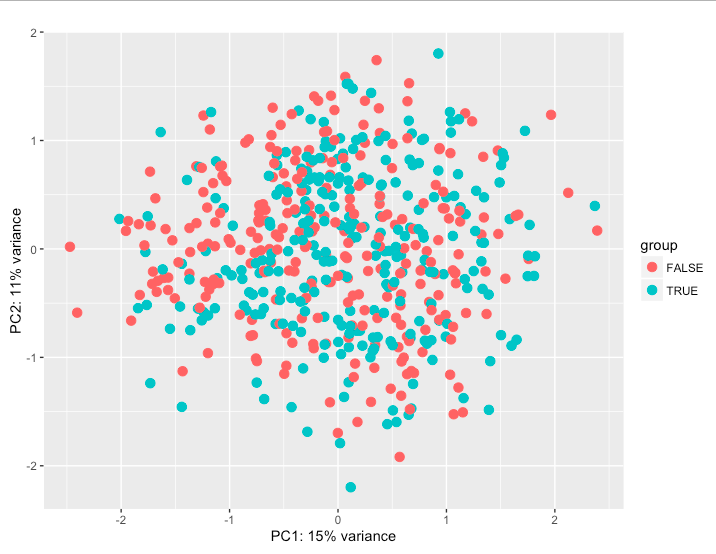 2
1
0
-1
-2
-2
-1
0
1
2
PC1: 15% variance
PC2: 11% variance
group
FALSE
TRUE